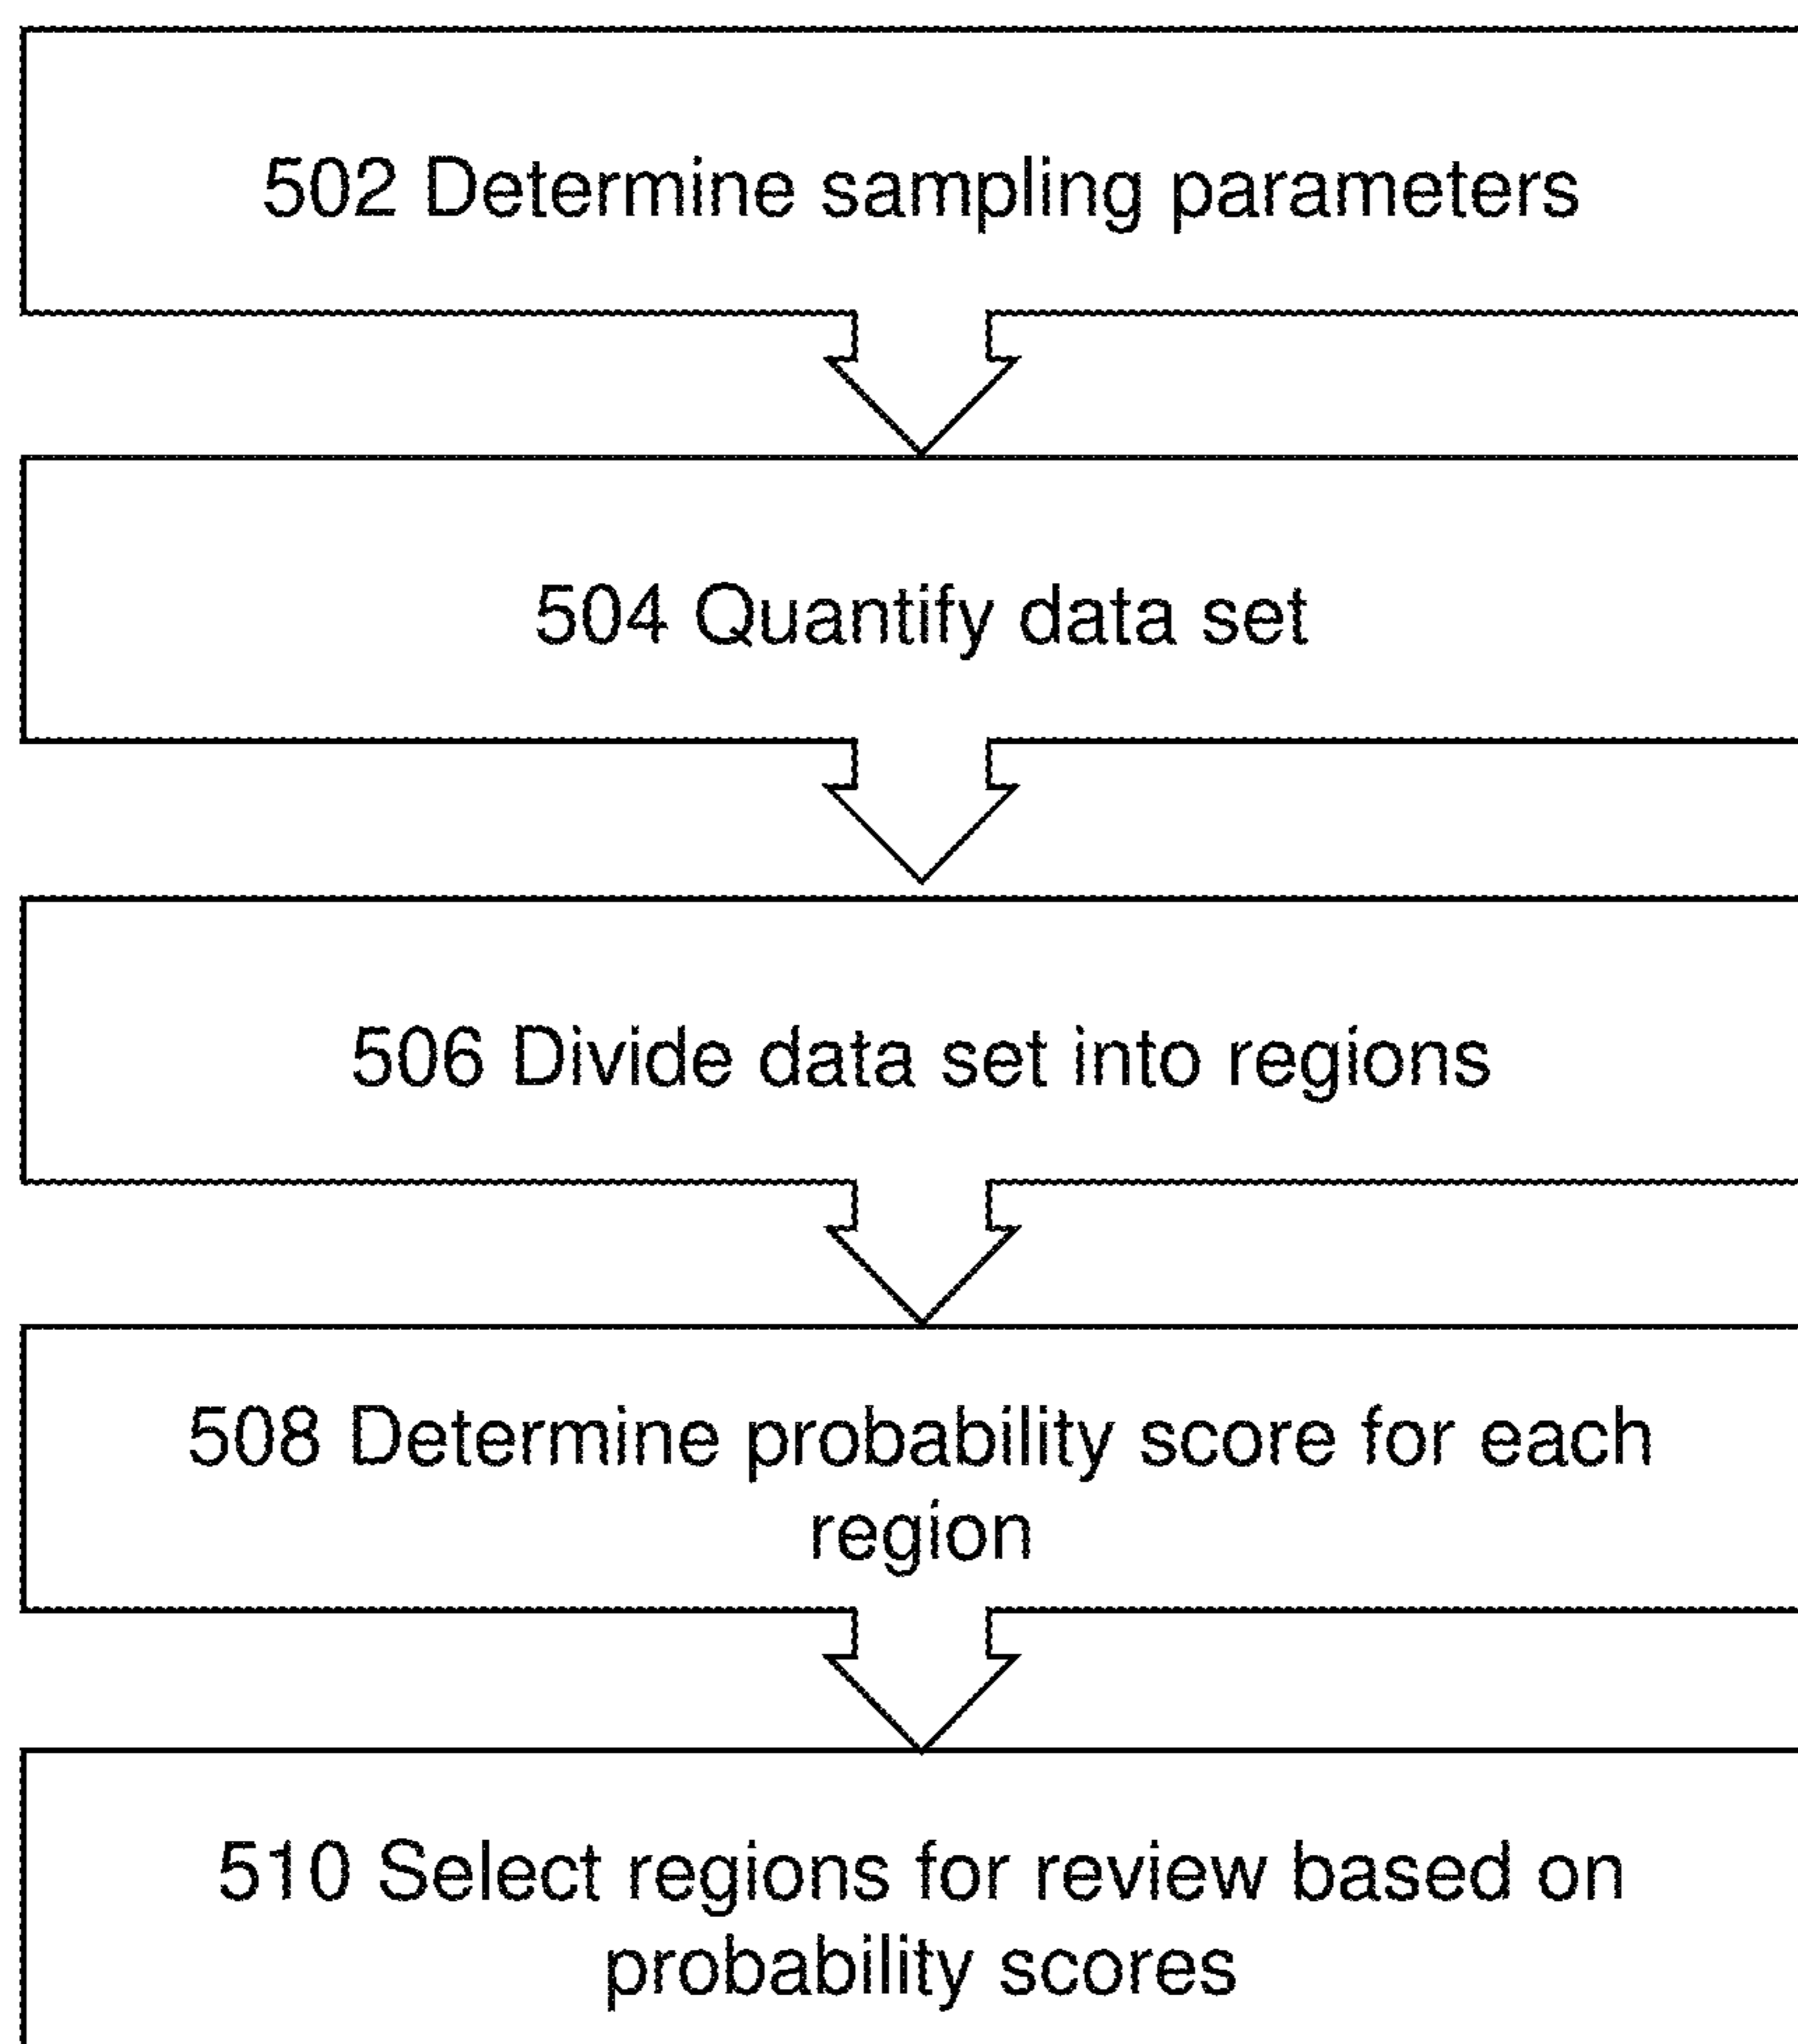 502 Determine sampling parameters
504 Quantify data set
506 Divide data set into regions
508 Determine probability score for each
region
510 Select regions for review based on
probability scores